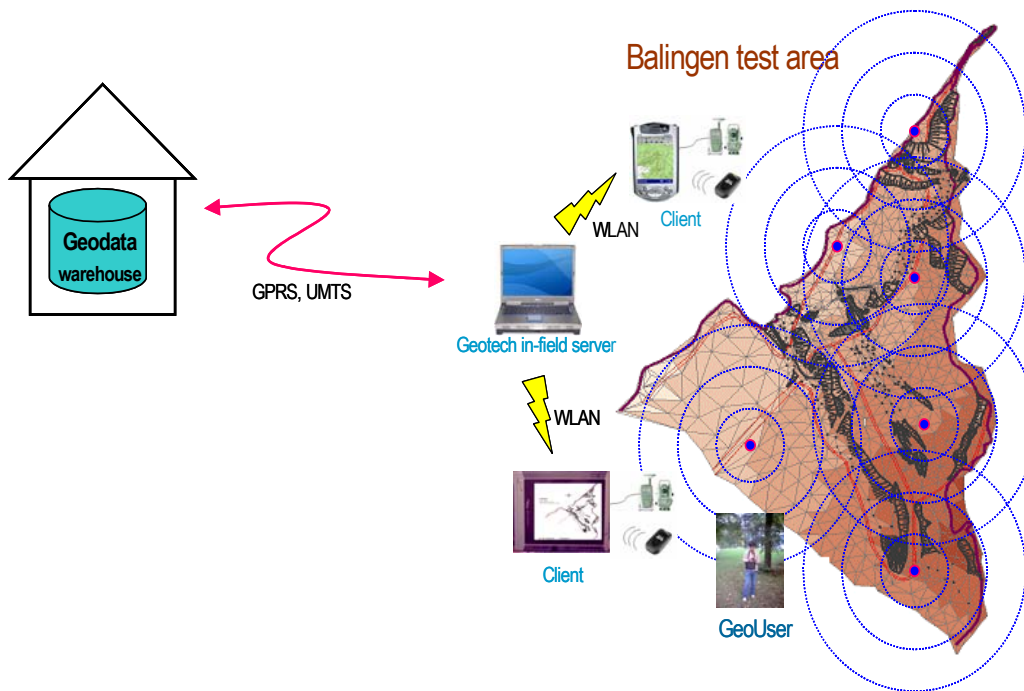 Balingen test area
Geodata
warehouse
GPRS, UMTS
WLAN
Client
Geotech in-field server
WLAN
Client
GeoUser